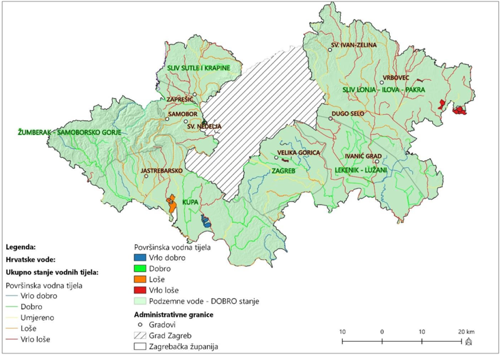 SV. IVAN-ZELINA
SLIV SUTLE I KRAPINE
VRBOVEC
SLIV LONJA - ILOVA - PAKRA
ZAPREŠIĆ
SAMOBOR
SV. NEDELJA
DUGO SELO
ŽUMBERAK - SAMOBORSKO GORJE
VELIKA GORICA
IVANIĆ GRAD
JASTREBARSKO
ZAGREB
LEKENIK - LUŽANI
KUPA
Legenda:
Hrvatske vode:
Ukupno stanje vodnih tijela:
Površinska vodna tijela
Vrlo dobro
Dobro
Umjereno
Loše
Vrlo loše
Površinska vodna tijela
Vrlo dobro
Dobro
Loše
Vrlo loše
Podzemne vode - DOBRO stanje
Administrativne granice
Gradovi
Grad Zagreb
Zagrebačka županija
10 0 10 20 km